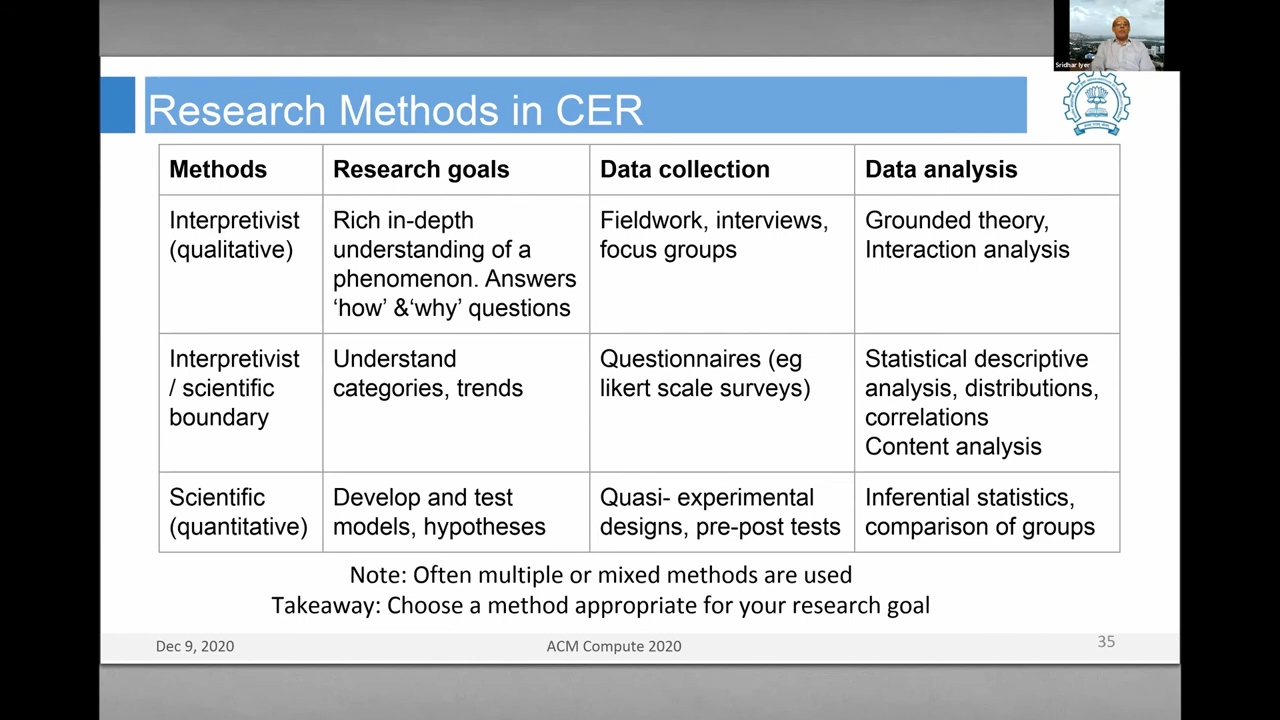 Sridhar Iyer
Research Methods in CER
Methods
Research goals
Data collection
Data analysis
Interpretivist
(qualitative)
Rich in-depth
understanding of a
phenomenon. Answers
‘how’ &‘why’ questions
Fieldwork, interviews,
focus groups
Grounded theory,
Interaction analysis
Interpretivist
/ scientific
boundary
Understand
categories, trends
Questionnaires (eg
likert scale surveys)
Statistical descriptive
analysis, distributions,
correlations
Content analysis
Scientific
(quantitative)
Develop and test
models, hypotheses
Quasi- experimental
designs, pre-post tests
Inferential statistics,
comparison of groups
Note: Often multiple or mixed methods are used
Takeaway: Choose a method appropriate for your research goal
Dec 9, 2020
ACM Compute 2020
35